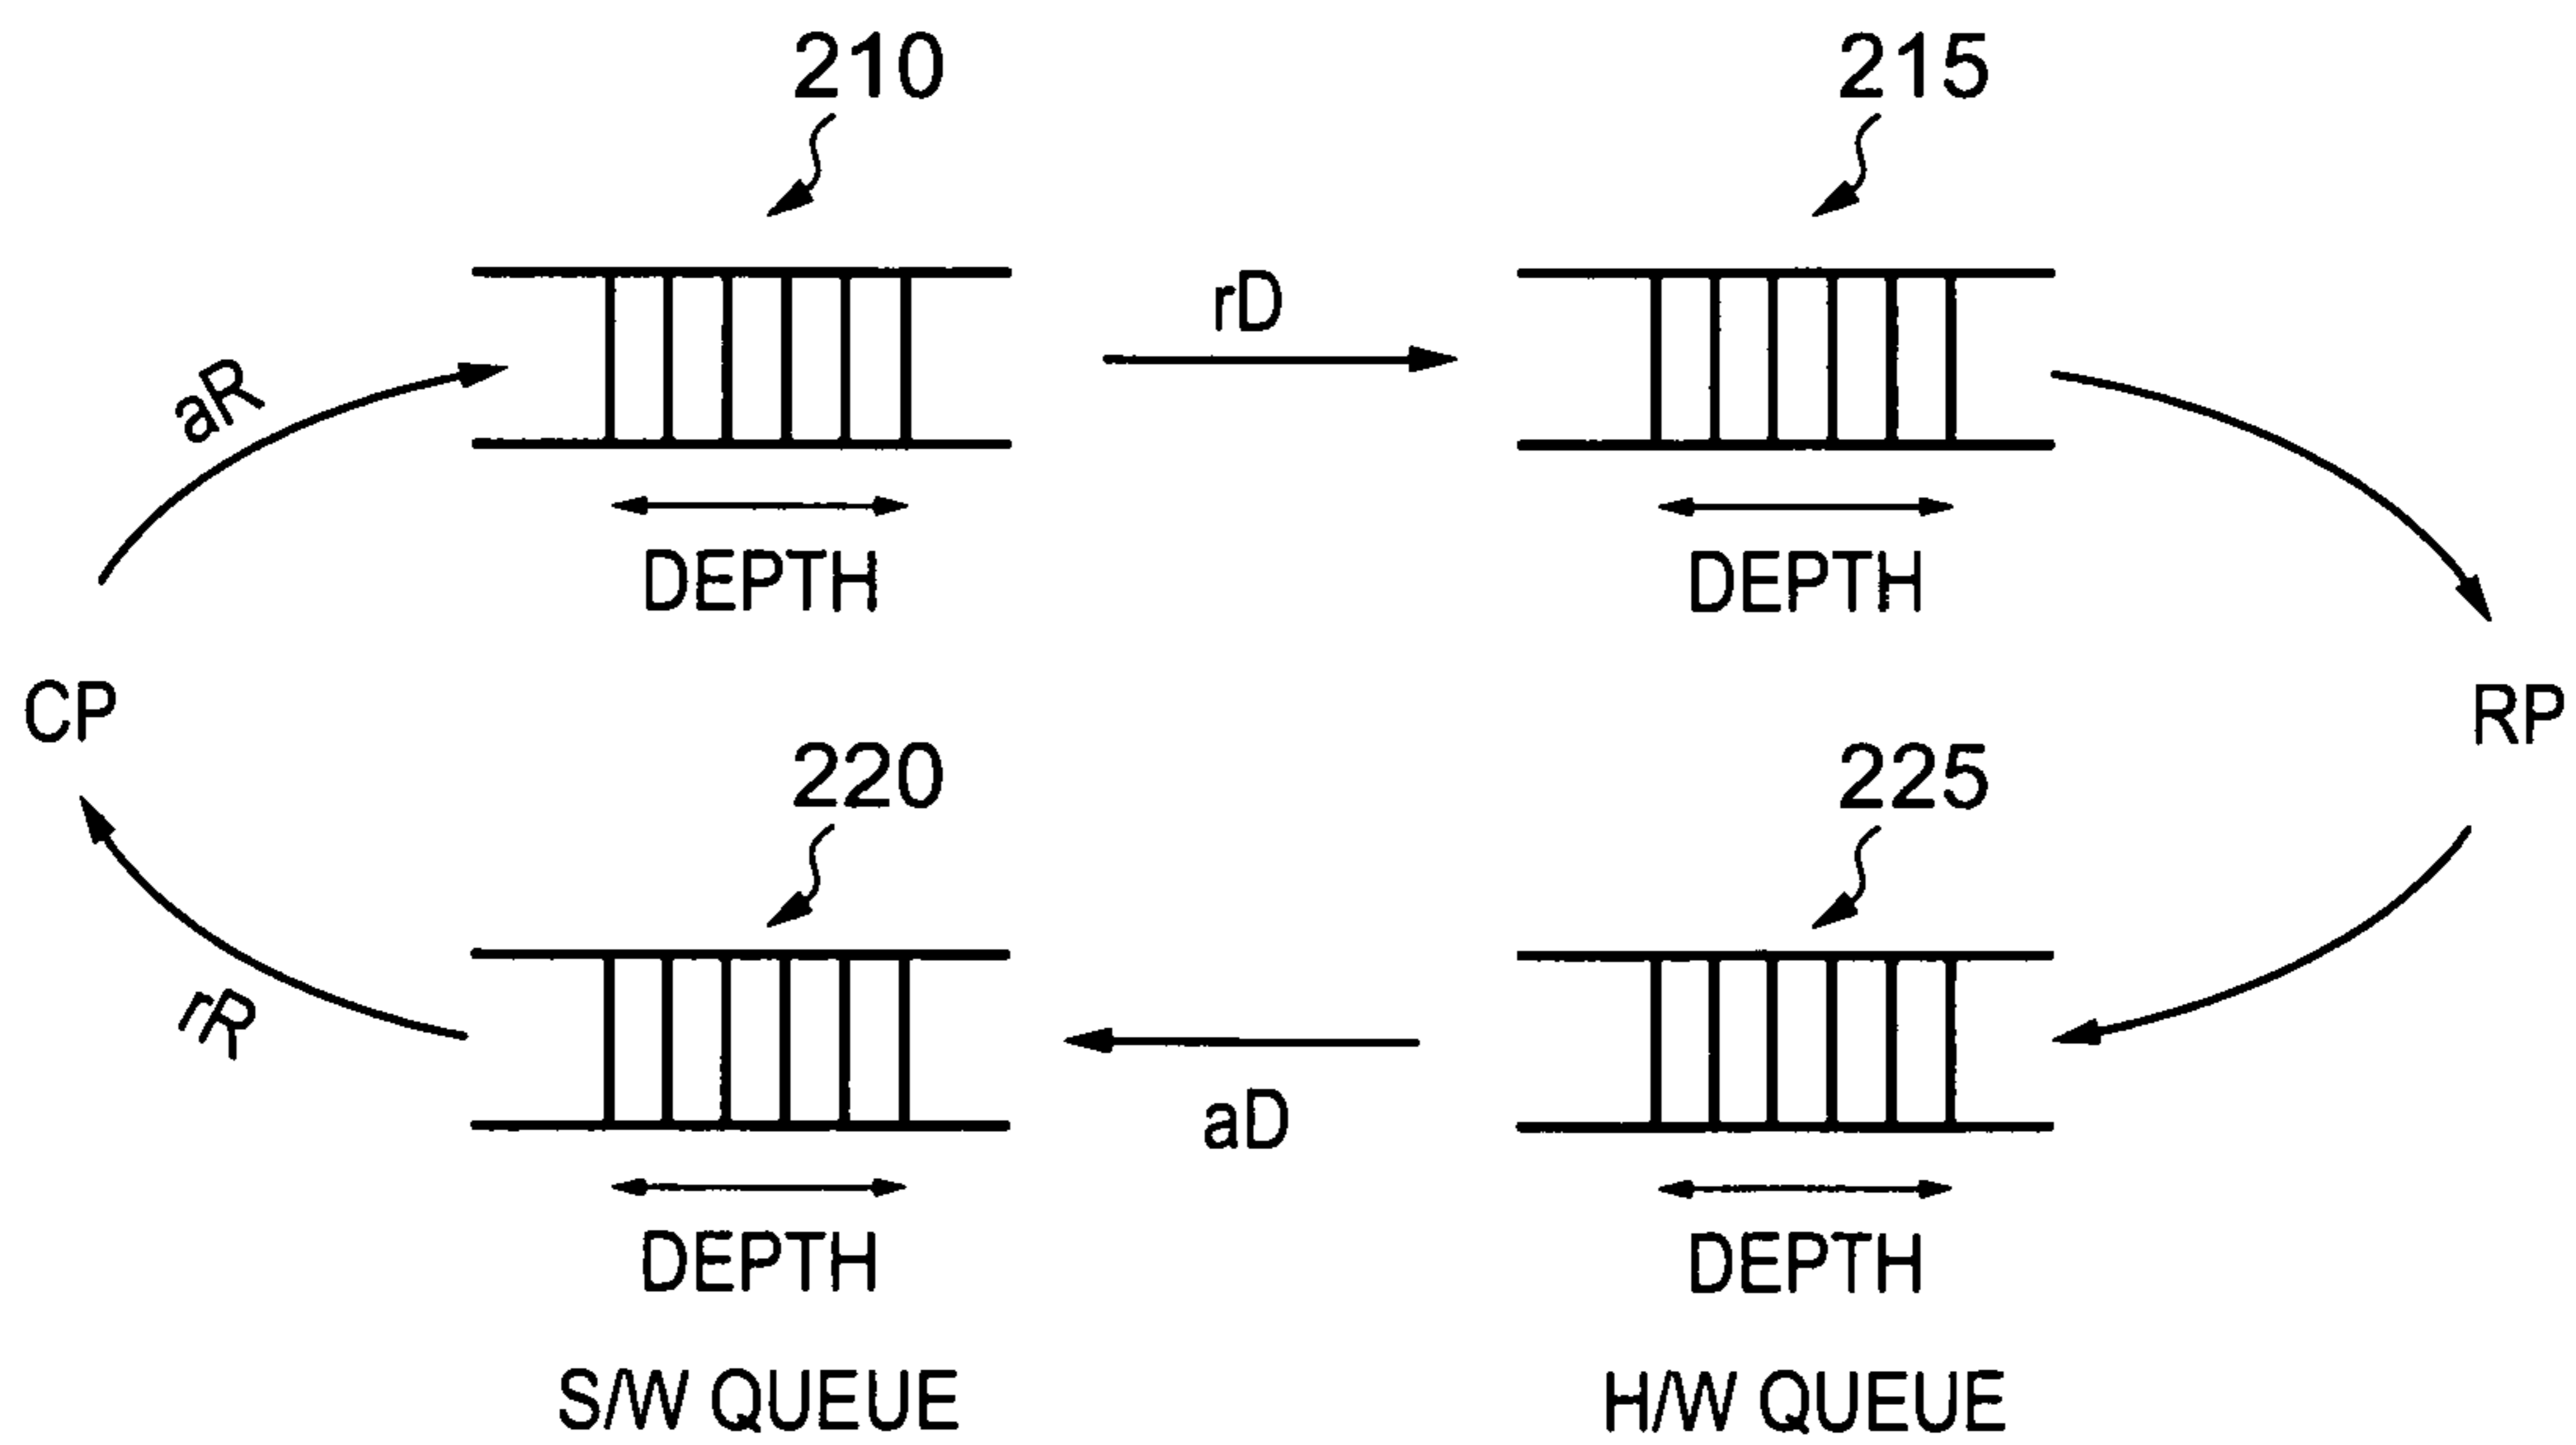 210 215
rD
aR
DEPTH DEPTH
CP RP
220 225
rR
aD
DEPTH DEPTH
S/W QUEUE H/W QUEUE